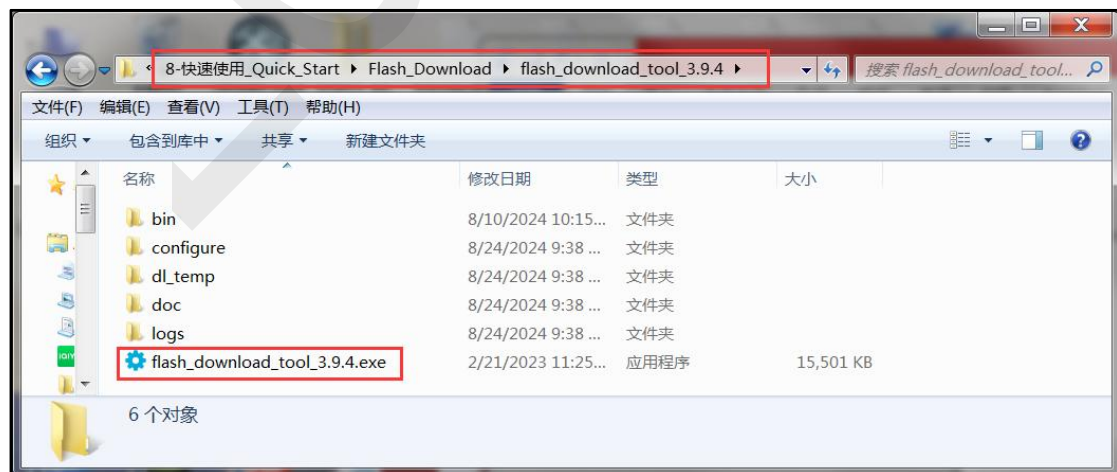 8-快速使用_Quick_Start ▸ Flash_Download ▸ flash_download_tool_3.9.4 ▸
搜索 flash_download_tool...
文件(F) 编辑(E) 查看(V) 工具(T) 帮助(H)
组织 包含到库中 共享 新建文件夹
名称 修改日期 类型 大小
bin 8/10/2024 10:15... 文件夹
configure 8/24/2024 9:38 ... 文件夹
dl_temp 8/24/2024 9:38 ... 文件夹
doc 8/24/2024 9:38 ... 文件夹
logs 8/24/2024 9:38 ... 文件夹
flash_download_tool_3.9.4.exe 2/21/2023 11:25... 应用程序 15,501 KB
6 个对象